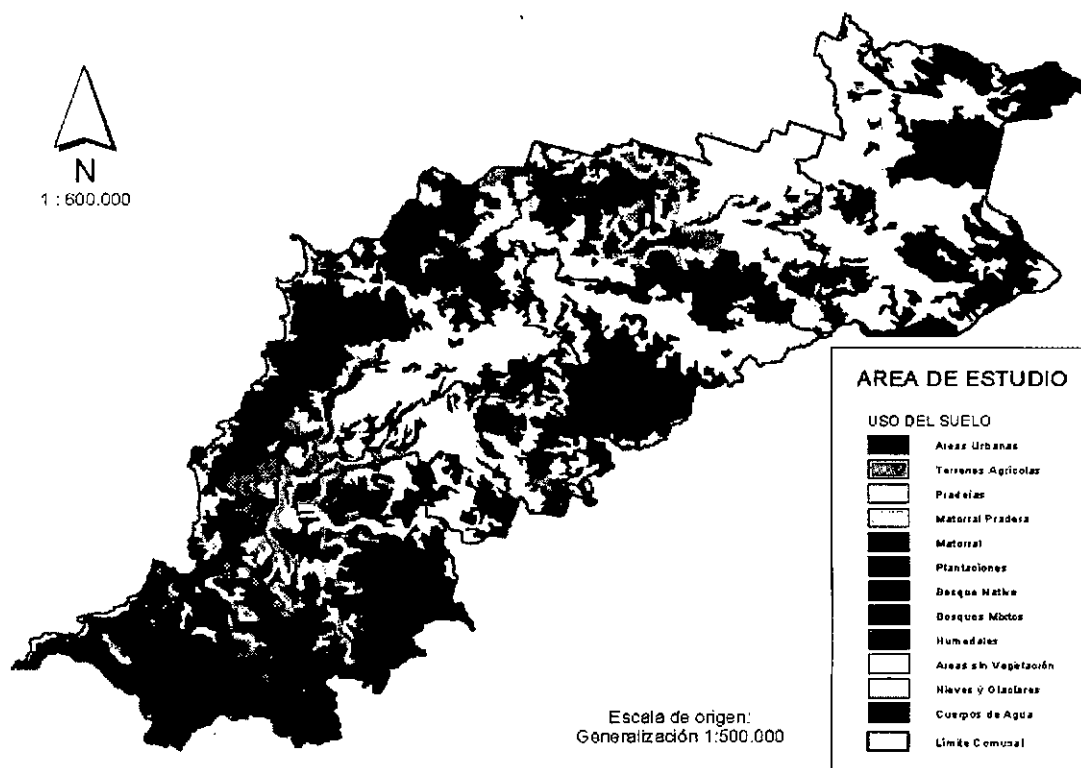 N
1 : 600.000
AREA DE ESTUDIO
USO DEL SUELO
Areas Urbanas
Terrenos Agrícolas
Praderas
Matorral Pradera
Matorral
Plantaciones
Bosque Nativo
Bosques Mixtos
Humedales
Areas sin Vegetación
Nieves y Glaciares
Cuerpos de Agua
Límite Comunal
Escala de origen:
Generalización 1:500.000